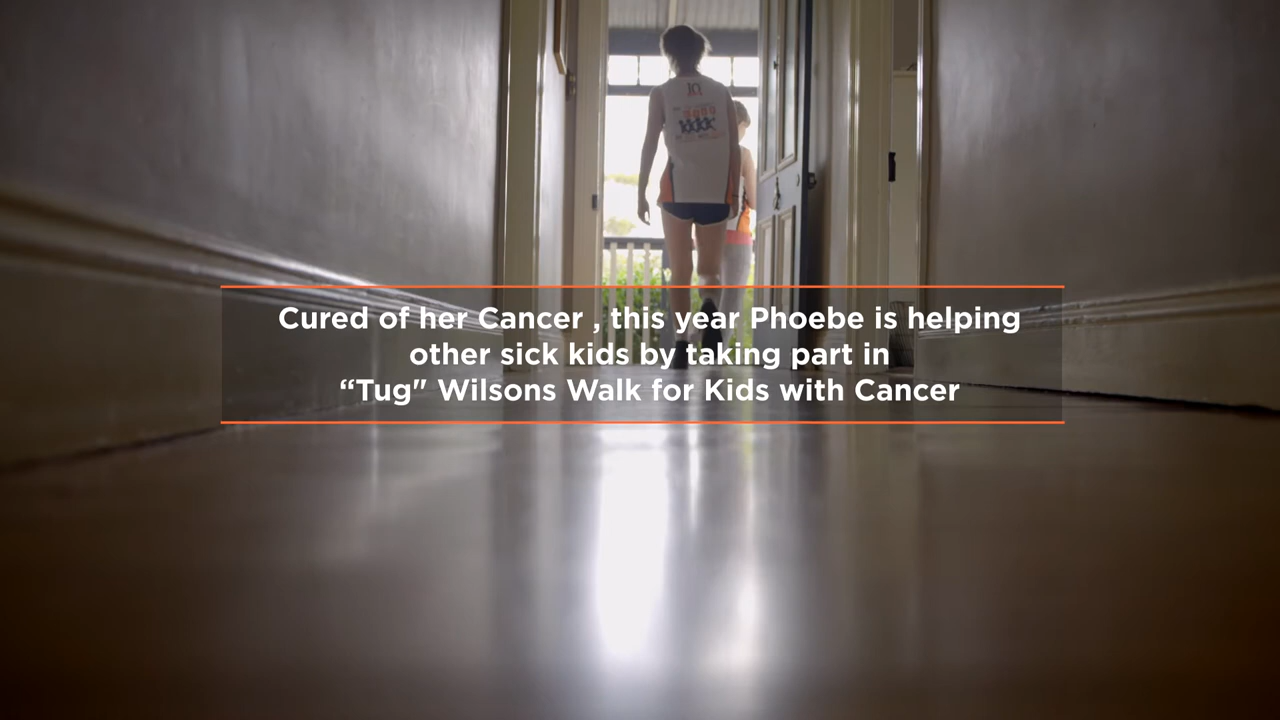 Cured of her Cancer , this year Phoebe is helping
other sick kids by taking part in
“Tug" Wilsons Walk for Kids with Cancer